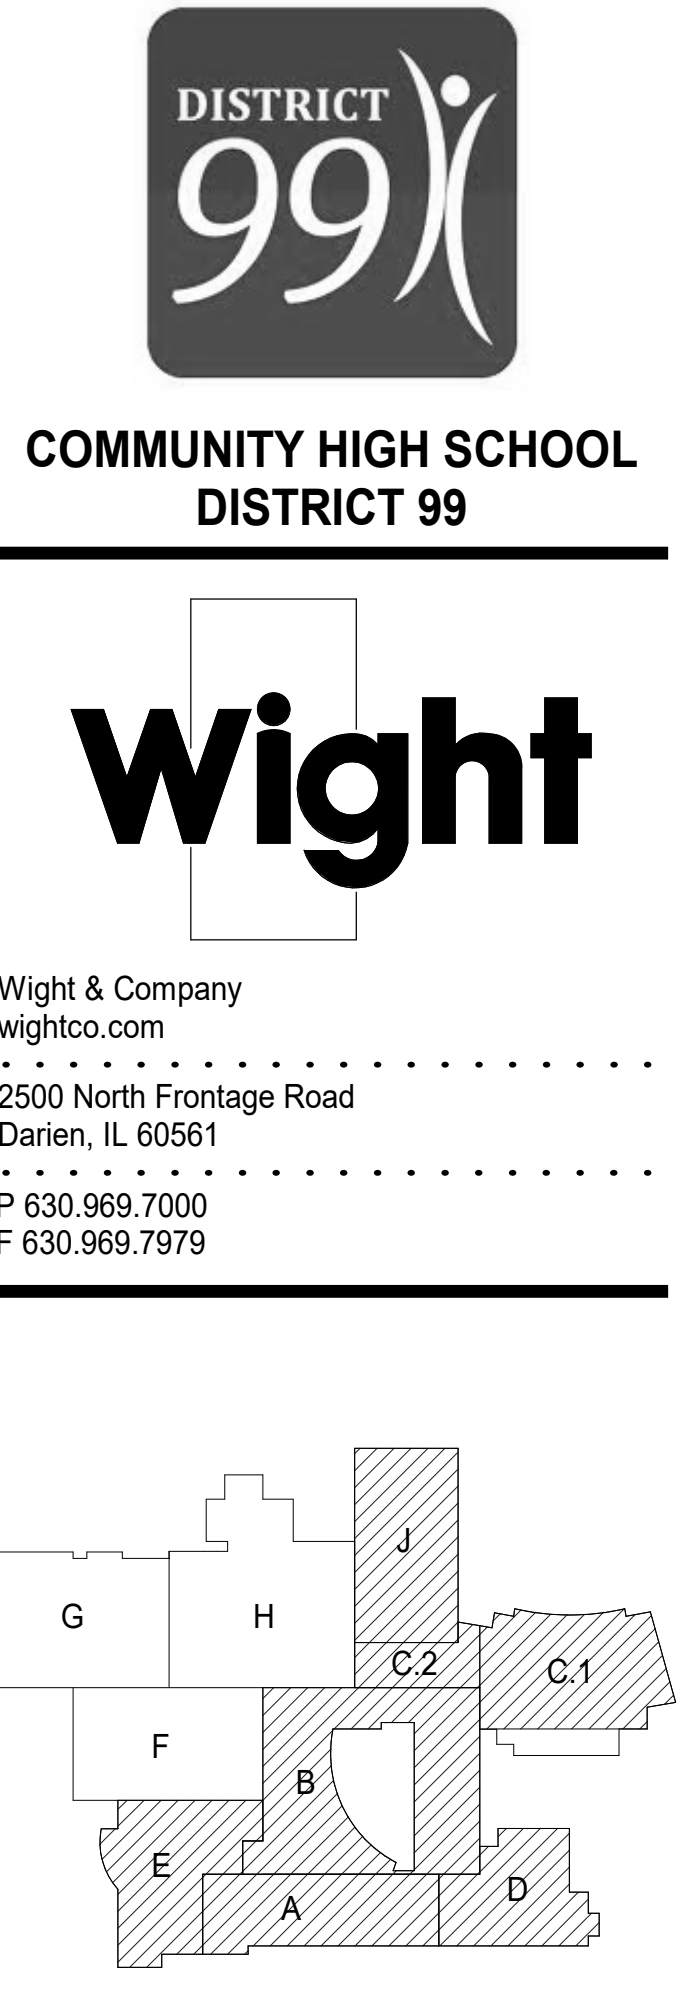 DISTRICT
99
COMMUNITY HIGH SCHOOL
DISTRICT 99
Wight
Wight & Company
wightco.com
2500 North Frontage Road
Darien, IL 60561
P 630.969.7000
F 630.969.7979
J
G
H
C.2
C.1
F
B
E
D
A